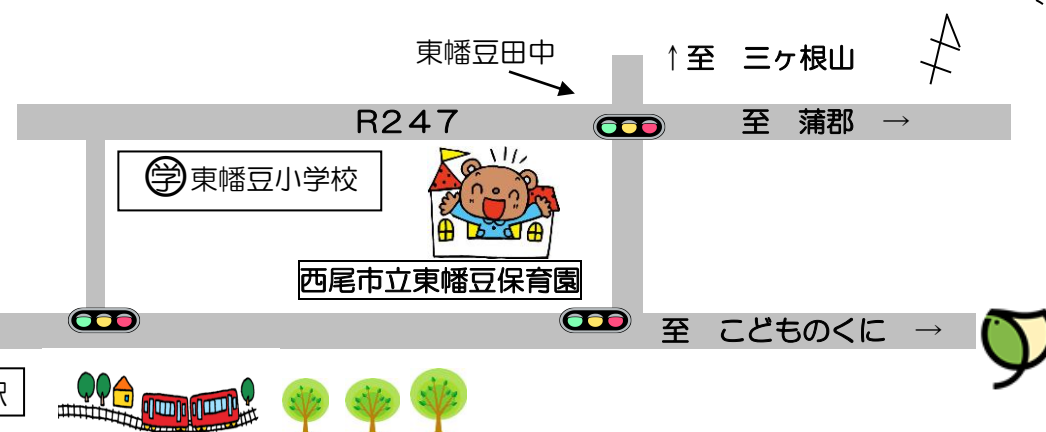 東幡豆田中
↑至　三ヶ根山
R247
至　蒲郡　→
学東幡豆小学校
西尾市立東幡豆保育園
至　こどものくに　→